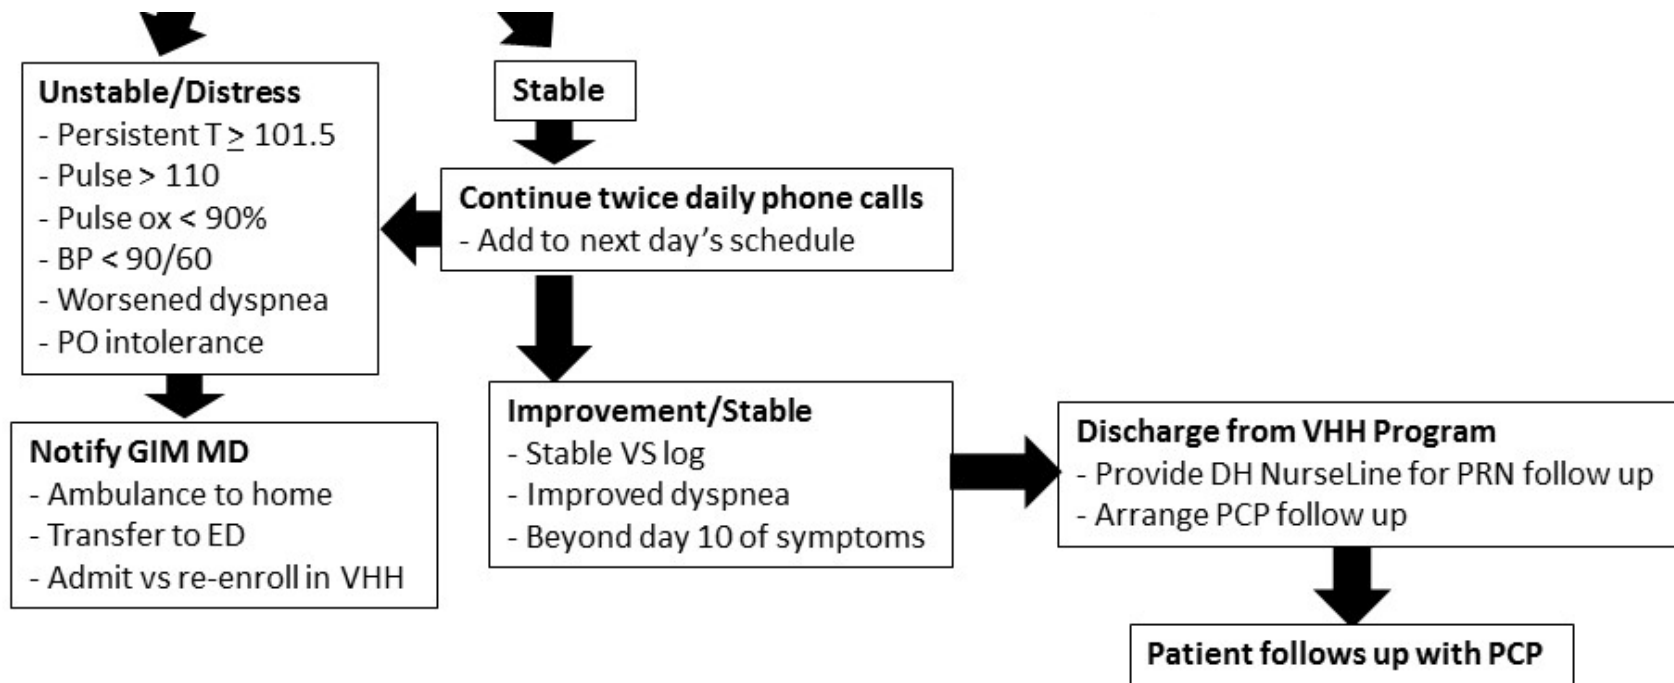 Unstable/Distress
- Persistent T ≥ 101.5
- Pulse > 110
- Pulse ox < 90%
- BP < 90/60
- Worsened dyspnea
- PO intolerance
Stable
Continue twice daily phone calls
- Add to next day’s schedule
Notify GIM MD
- Ambulance to home
- Transfer to ED
- Admit vs re-enroll in VHH
Improvement/Stable
- Stable VS log
- Improved dyspnea
- Beyond day 10 of symptoms
Discharge from VHH Program
- Provide DH NurseLine for PRN follow up
- Arrange PCP follow up
Patient follows up with PCP